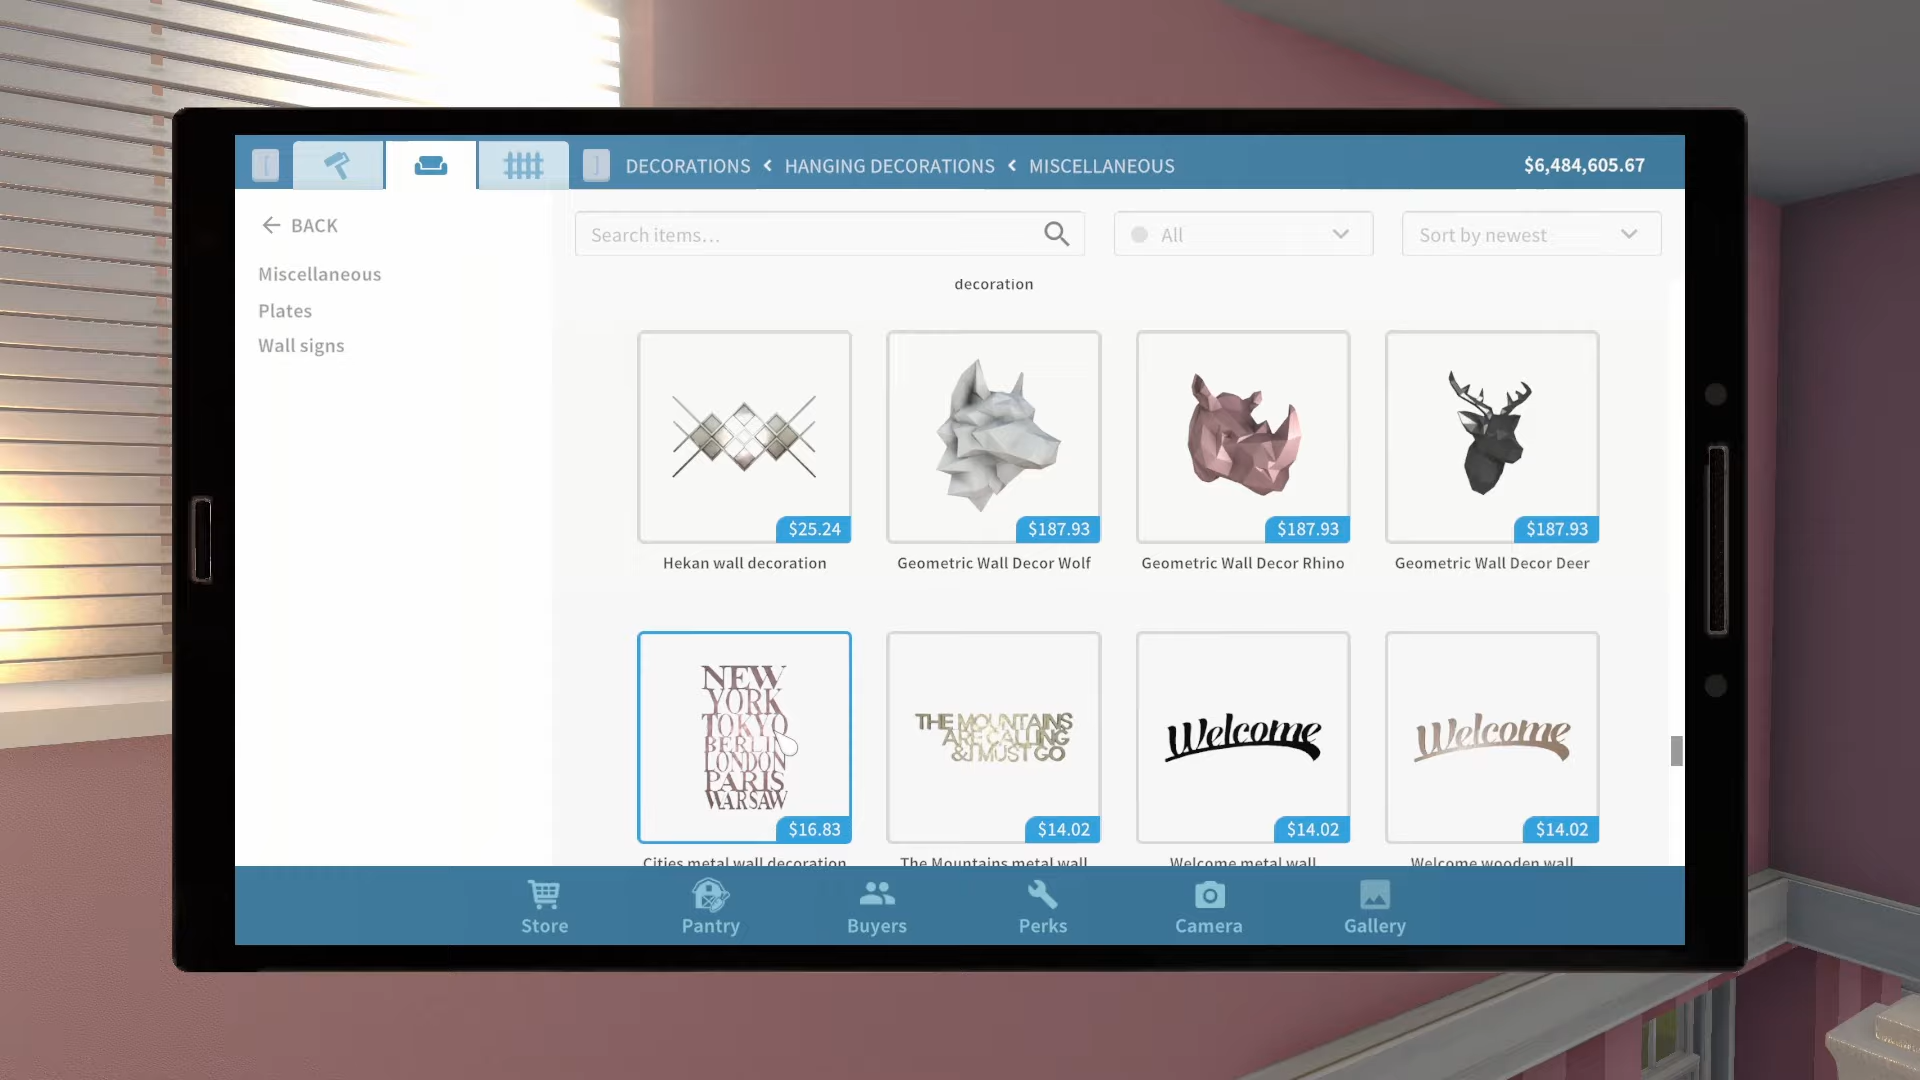 [
]
DECORATIONS < HANGING DECORATIONS < MISCELLANEOUS
$6,484,605.67
← BACK
Miscellaneous
Plates
Wall signs
Search items...
All
Sort by newest
decoration
$25.24
$187.93
$187.93
$187.93
Hekan wall decoration
Geometric Wall Decor Wolf
Geometric Wall Decor Rhino
Geometric Wall Decor Deer
NEW
YORK
TOKYO
BERLIN
LONDON
PARIS
WARSAW
THE MOUNTAINS
ARE CALLING
& I MUST GO
Welcome
Welcome
$16.83
$14.02
$14.02
$14.02
Cities metal wall decoration
The Mountains metal wall
Welcome metal wall
Welcome wooden wall
Store
Pantry
Buyers
Perks
Camera
Gallery